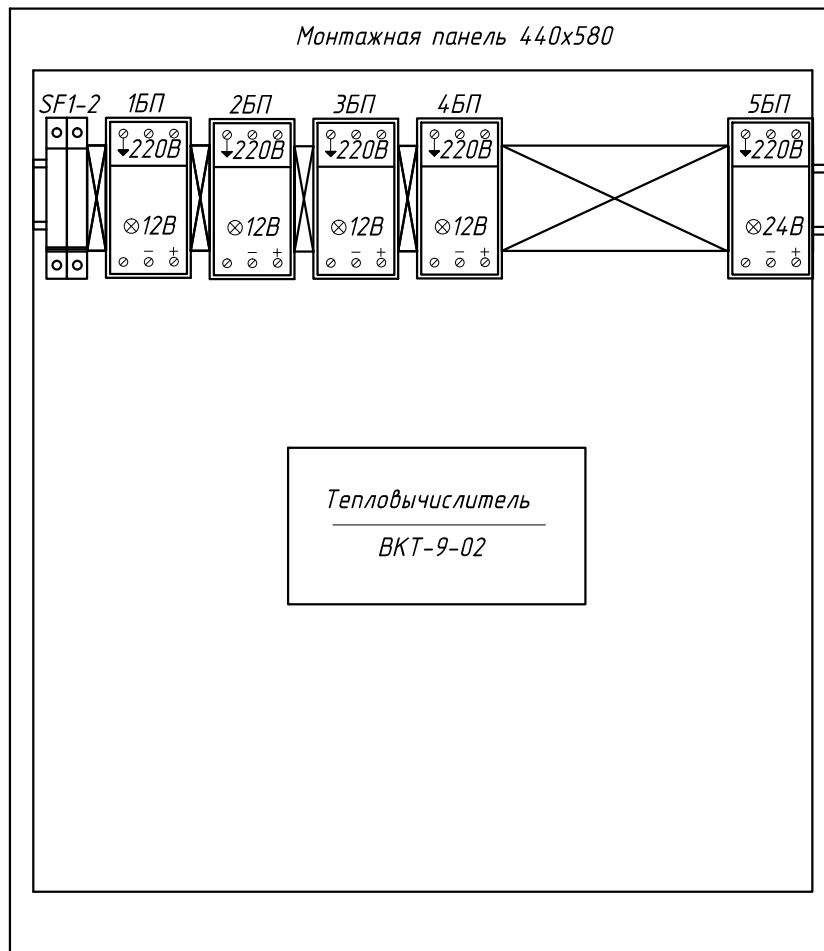 Монтажная панель 440х580
SF1-2 1БП 2БП 3БП 4БП 5БП
220В 220В 220В 220В 220В
12В 12В 12В 12В 24В
- + - + - + - + - +
Тепловычислитель
ВКТ-9-02